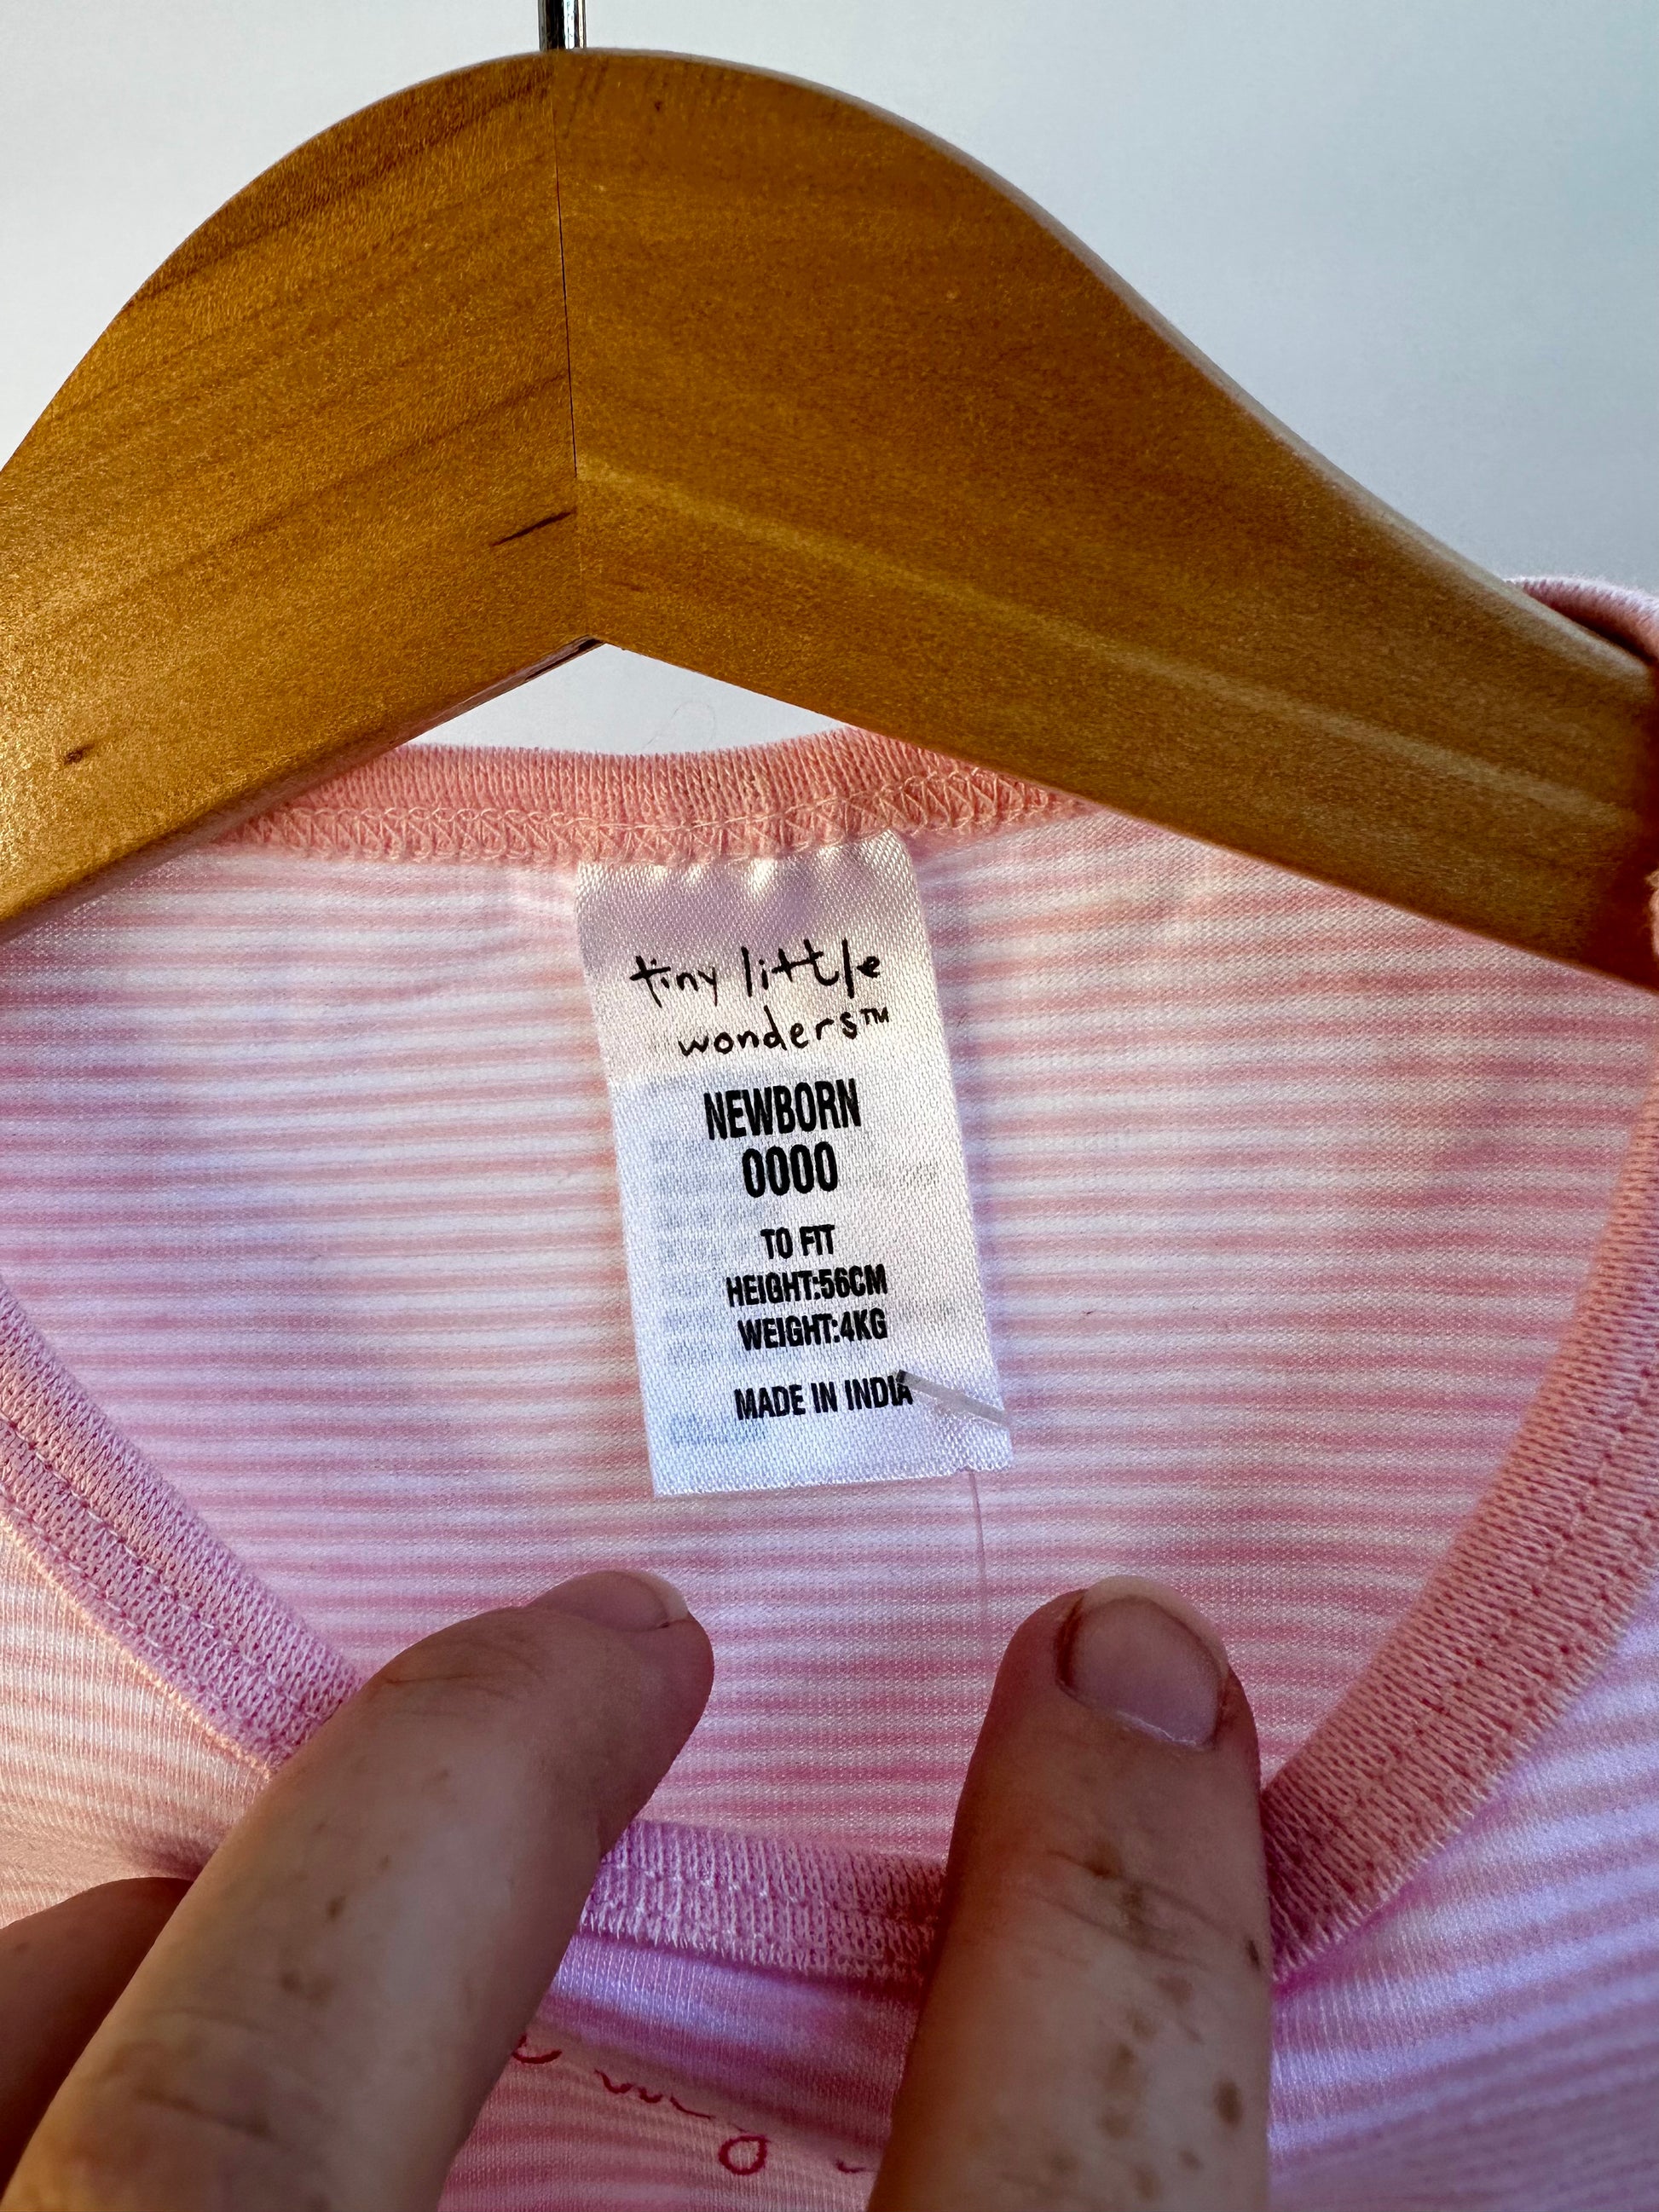 tiny little
wonders™
NEWBORN
0000
TO FIT
HEIGHT:56CM
WEIGHT:4KG
MADE IN INDIA